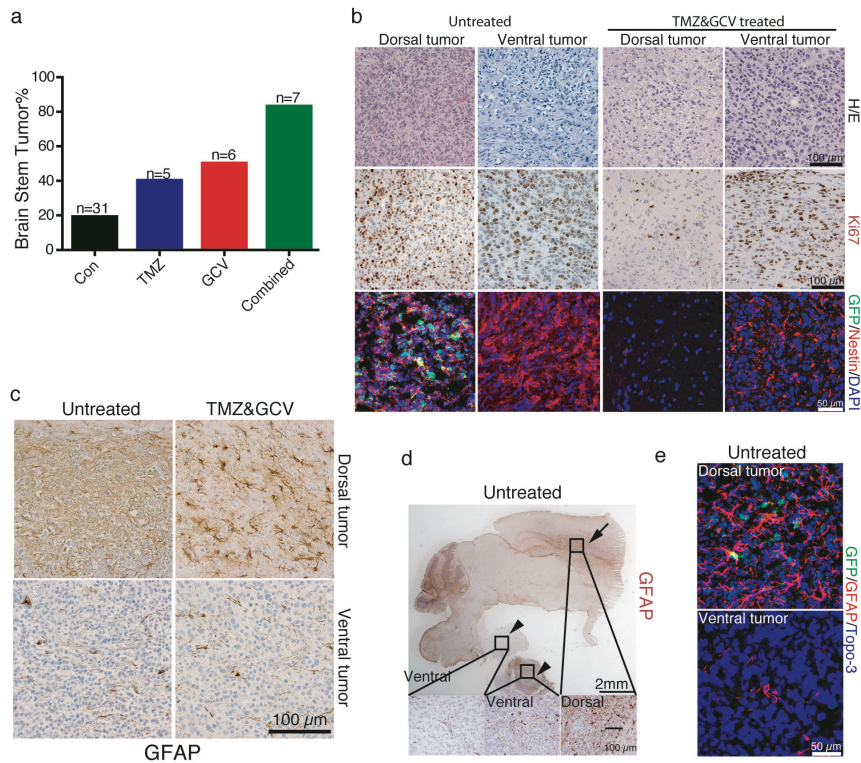 a
Brain Stem Tumor%
100
80
60
40
20
0
n=31
n=5
n=6
n=7
Con
TMZ
GCV
Combined
b
Untreated
TMZ&GCV treated
Dorsal tumor
Ventral tumor
Dorsal tumor
Ventral tumor
H/E
100 µm
Ki67
100 µm
GFP/Nestin/DAPI
50 µm
c
Untreated
TMZ&GCV
Dorsal tumor
Ventral tumor
100 µm
GFAP
d
Untreated
GFAP
2mm
Ventral
Ventral
Dorsal
100 µm
e
Untreated
Dorsal tumor
Ventral tumor
GFP/GFAP/Topo-3
50 µm